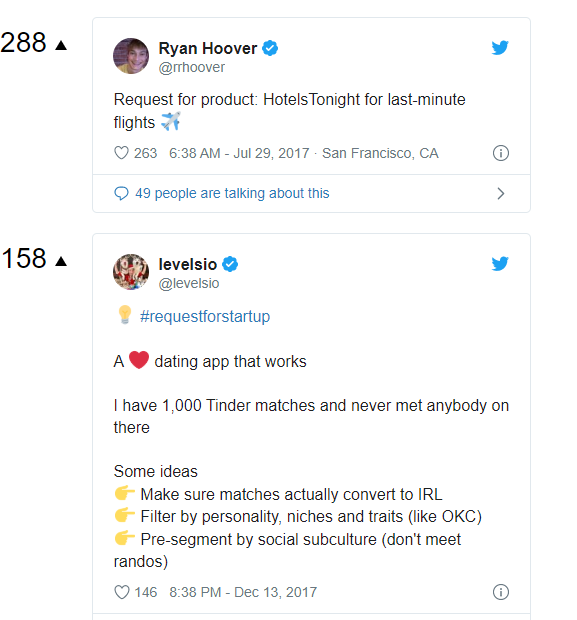 288 ▲
Ryan Hoover
@rrhoover
Request for product: HotelsTonight for last-minute
flights ✈️
263 6:38 AM - Jul 29, 2017 · San Francisco, CA
49 people are talking about this
158 ▲
levelsio
@levelsio
💡 #requestforstartup
A ❤️ dating app that works
I have 1,000 Tinder matches and never met anybody on
there
Some ideas
👉 Make sure matches actually convert to IRL
👉 Filter by personality, niches and traits (like OKC)
👉 Pre-segment by social subculture (don't meet
randos)
146 8:38 PM - Dec 13, 2017